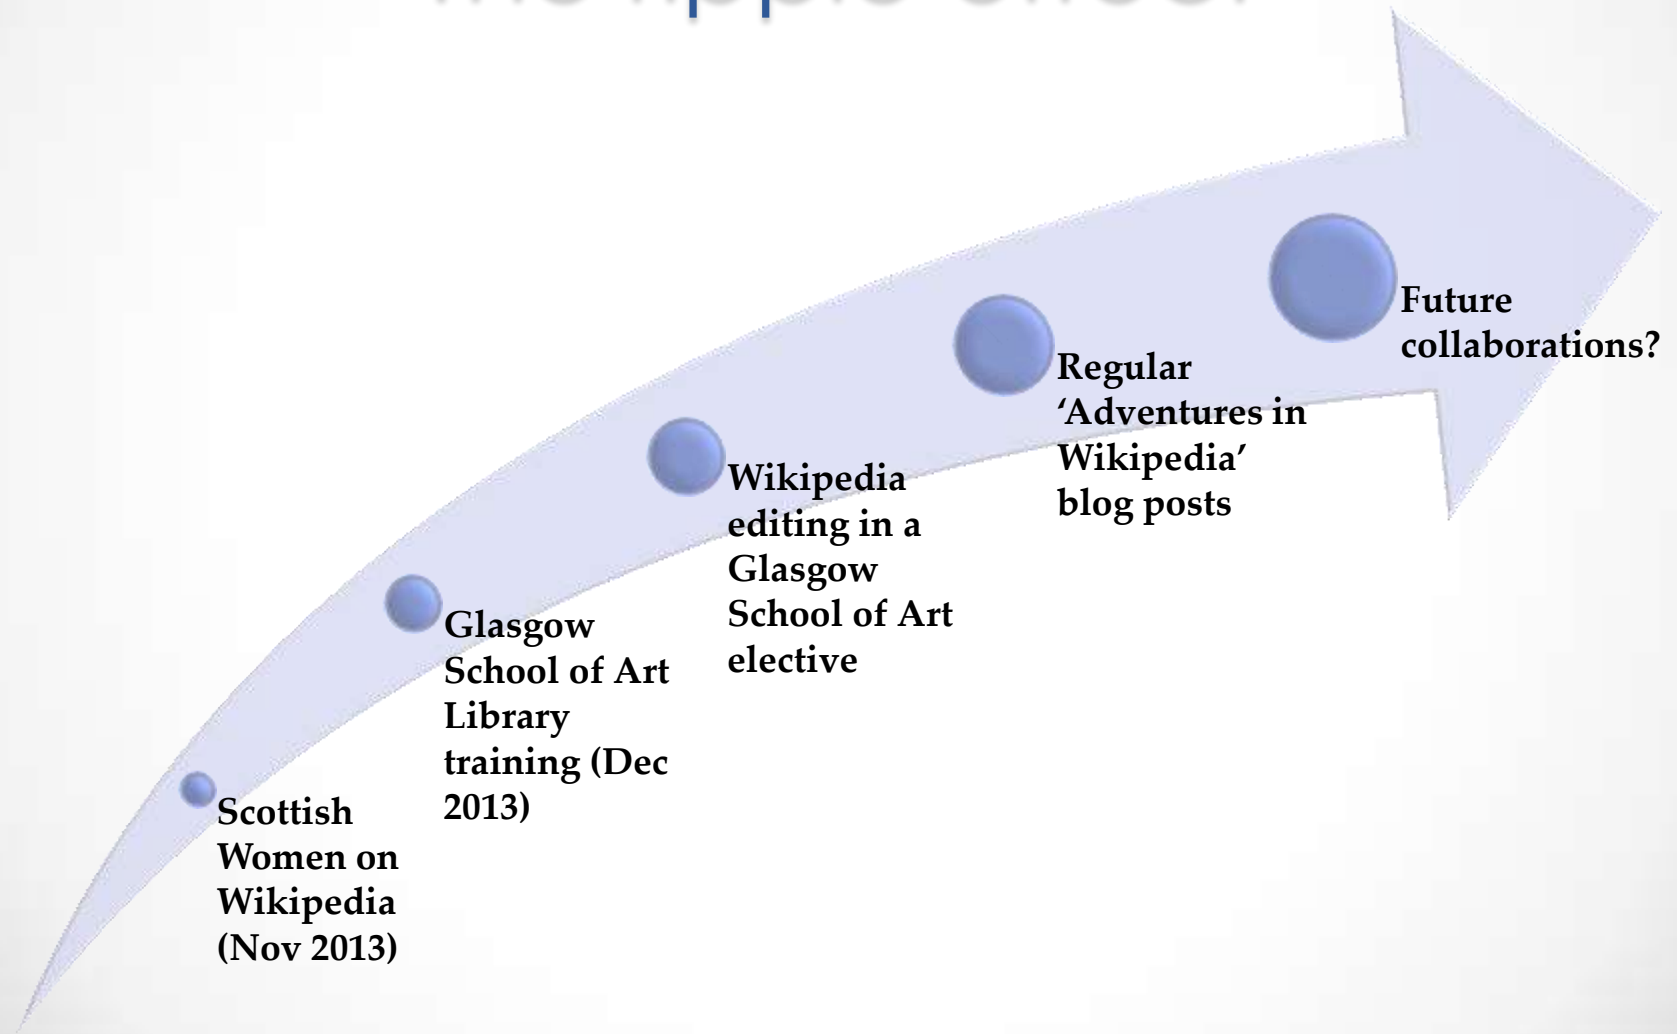 Scottish
Women on
Wikipedia
(Nov 2013)
Glasgow
School of Art
Library
training (Dec
2013)
Wikipedia
editing in a
Glasgow
School of Art
elective
Regular
‘Adventures in
Wikipedia’
blog posts
Future
collaborations?